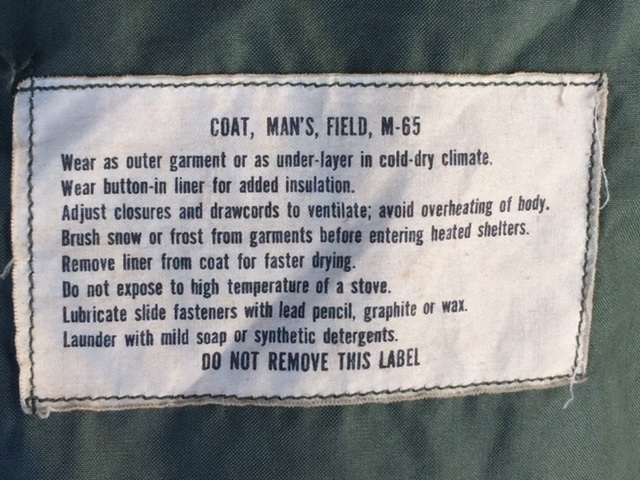 COAT, MAN'S, FIELD, M-65
Wear as outer garment or as under-layer in cold-dry climate.
Wear button-in liner for added insulation.
Adjust closures and drawcords to ventilate; avoid overheating of body.
Brush snow or frost from garments before entering heated shelters.
Remove liner from coat for faster drying.
Do not expose to high temperature of a stove.
Lubricate slide fasteners with lead pencil, graphite or wax.
Launder with mild soap or synthetic detergents.
DO NOT REMOVE THIS LABEL